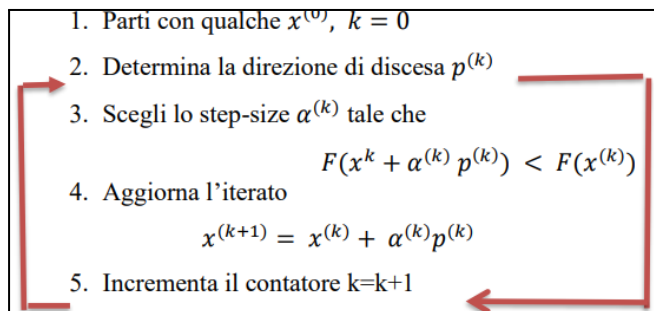 1. Parti con qualche x^(0), k = 0
2. Determina la direzione di discesa p^(k)
3. Scegli lo step-size α^(k) tale che
F(x^k + α^(k) p^(k)) < F(x^(k))
4. Aggiorna l'iterato
x^(k+1) = x^(k) + α^(k)p^(k)
5. Incrementa il contatore k=k+1